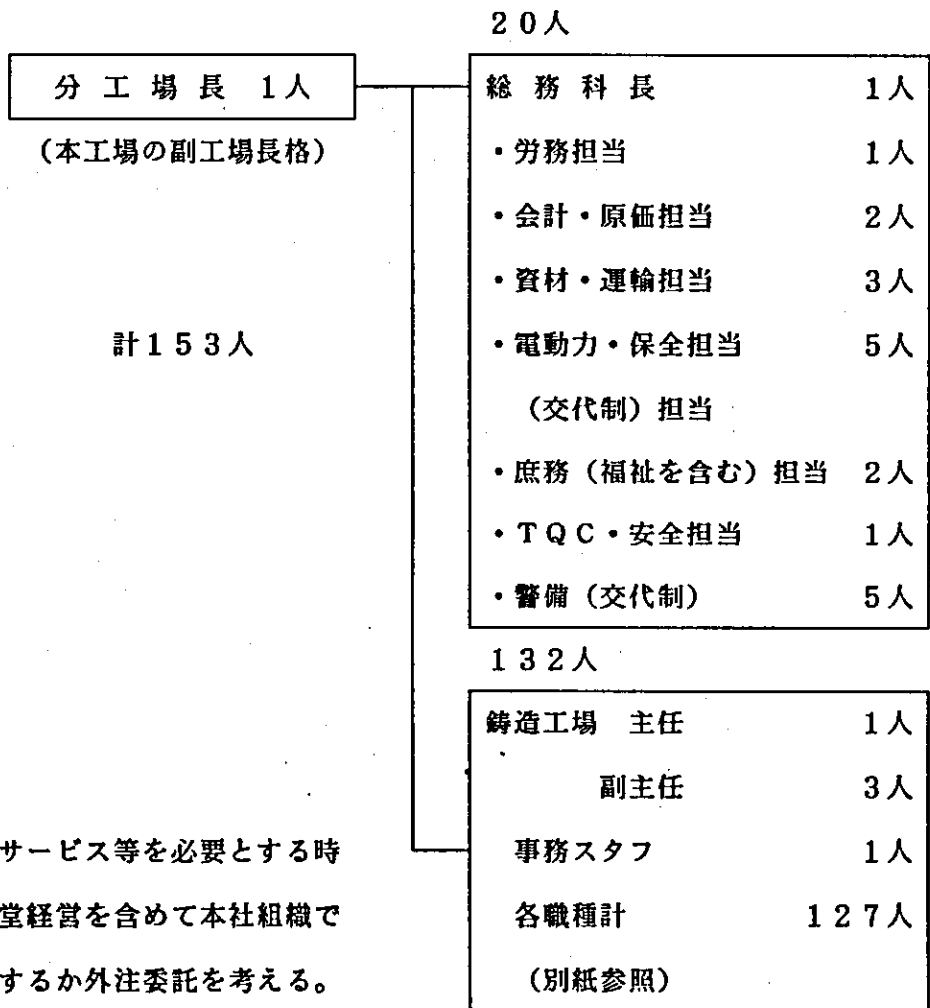 分工場長 1人
(本工場の副工場長格)
計153人
20人
総務科長 1人
・労務担当 1人
・会計・原価担当 2人
・資材・運輸担当 3人
・電動力・保全担当 5人
(交代制)担当
・庶務(福祉を含む)担当 2人
・TQC・安全担当 1人
・警備(交代制) 5人
132人
鋳造工場 主任 1人
副主任 3人
事務スタフ 1人
各職種計 127人
(別紙参照)
サービス等を必要とする時
堂経営を含めて本社組織で
するか外注委託を考える。